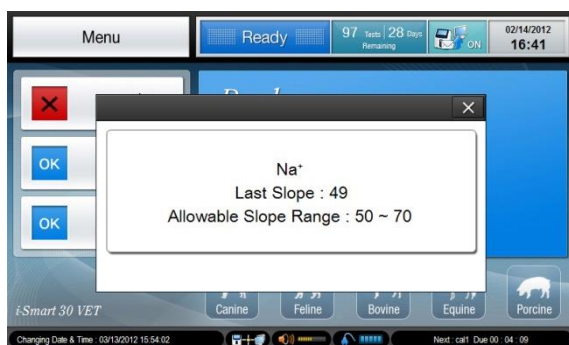 Menu
Ready
97 Tests 28 Days
Remaining
ON
02/14/2012
16:41
OK
OK
Na⁺
Last Slope : 49
Allowable Slope Range : 50 ~ 70
i-Smart 30 VET
Canine
Feline
Bovine
Equine
Porcine
Changing Date & Time : 03/13/2012 15:54:02
Next : cal1 Due 00 : 04 : 09